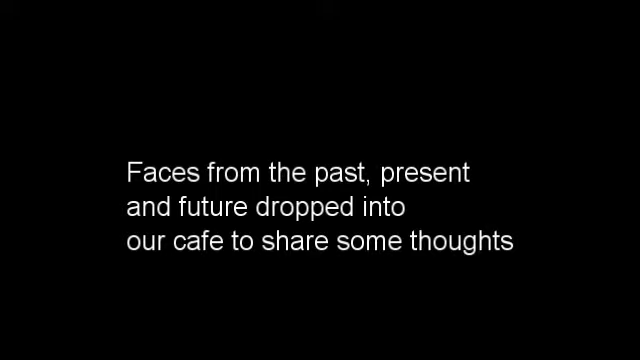 Faces from the past, present
and future dropped into
our cafe to share some thoughts